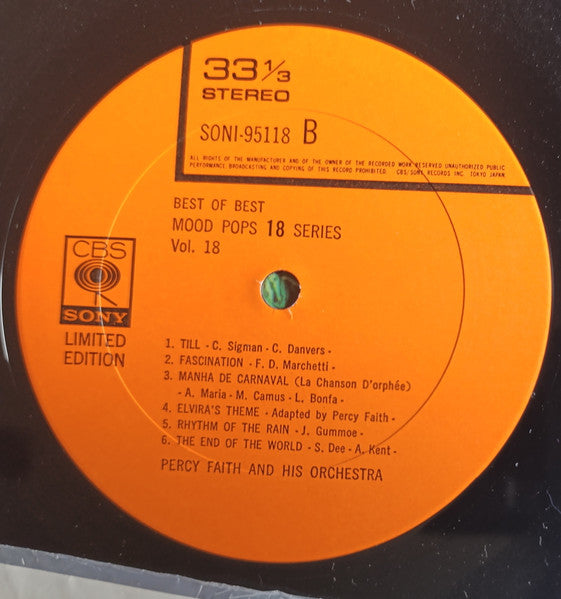 33 1/3
STEREO
SONI-95118 B
ALL RIGHTS OF THE MANUFACTURER AND OF THE OWNER OF THE RECORDED WORK RESERVED UNAUTHORIZED PUBLIC
PERFORMANCE BROADCASTING AND COPYING OF THIS RECORD PROHIBITED. CBS/SONY RECORDS INC. TOKYO JAPAN
BEST OF BEST
MOOD POPS 18 SERIES
Vol. 18
CBS
SONY
LIMITED
EDITION
1. TILL - C. Sigman - C. Danvers -
2. FASCINATION - F. D. Marchetti -
3. MANHA DE CARNAVAL (La Chanson D'orphée)
- A. Maria - M. Camus - L. Bonfa -
4. ELVIRA'S THEME - Adapted by Percy Faith -
5. RHYTHM OF THE RAIN - J. Gummoe -
6. THE END OF THE WORLD - S. Dee - A. Kent -
PERCY FAITH AND HIS ORCHESTRA